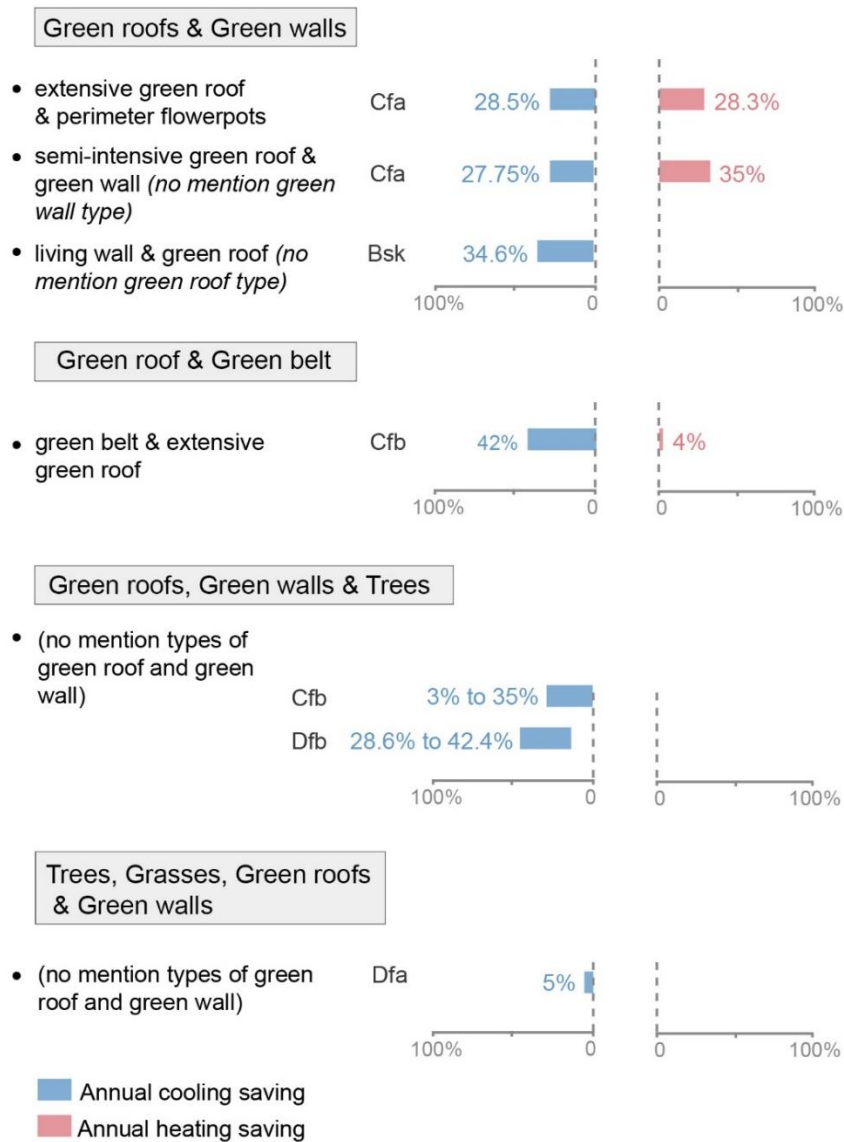 Green roofs & Green walls
• extensive green roof
& perimeter flowerpots
Cfa 28.5% 28.3%
• semi-intensive green roof &
green wall (no mention green
wall type)
Cfa 27.75% 35%
• living wall & green roof (no
mention green roof type)
Bsk 34.6%
100% 0 0 100%
Green roof & Green belt
• green belt & extensive
green roof
Cfb 42% 4%
100% 0 0 100%
Green roofs, Green walls & Trees
• (no mention types of
green roof and green
wall)
Cfb 3% to 35%
Dfb 28.6% to 42.4%
100% 0 0 100%
Trees, Grasses, Green roofs
& Green walls
• (no mention types of green
roof and green wall)
Dfa 5%
100% 0 0 100%
Annual cooling saving
Annual heating saving